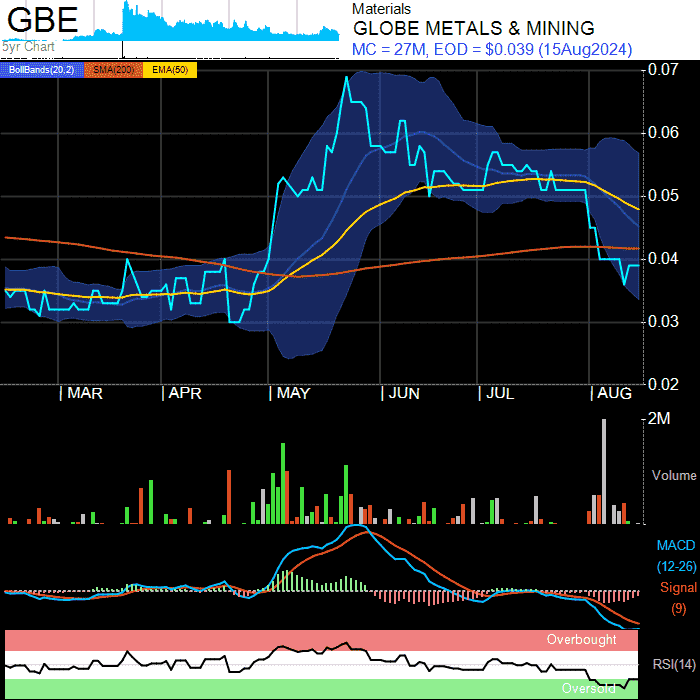 GBE
5yr Chart
Materials
GLOBE METALS & MINING
MC = 27M, EOD = $0.039 (15Aug2024)
BollBands(20,2) SMA(200) EMA(50)
0.07
0.06
0.05
0.04
0.03
0.02
MAR APR MAY JUN JUL AUG
2M
Volume
MACD
(12-26)
Signal
(9)
Overbought
RSI(14)
Oversold